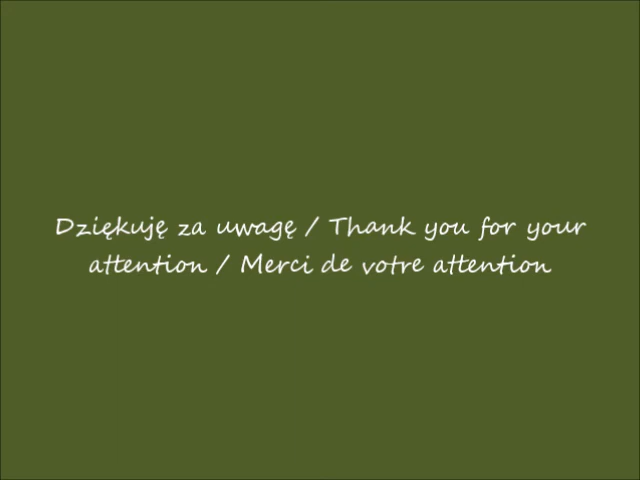 Dziękuję za uwagę / Thank you for your
attention / Merci de votre attention